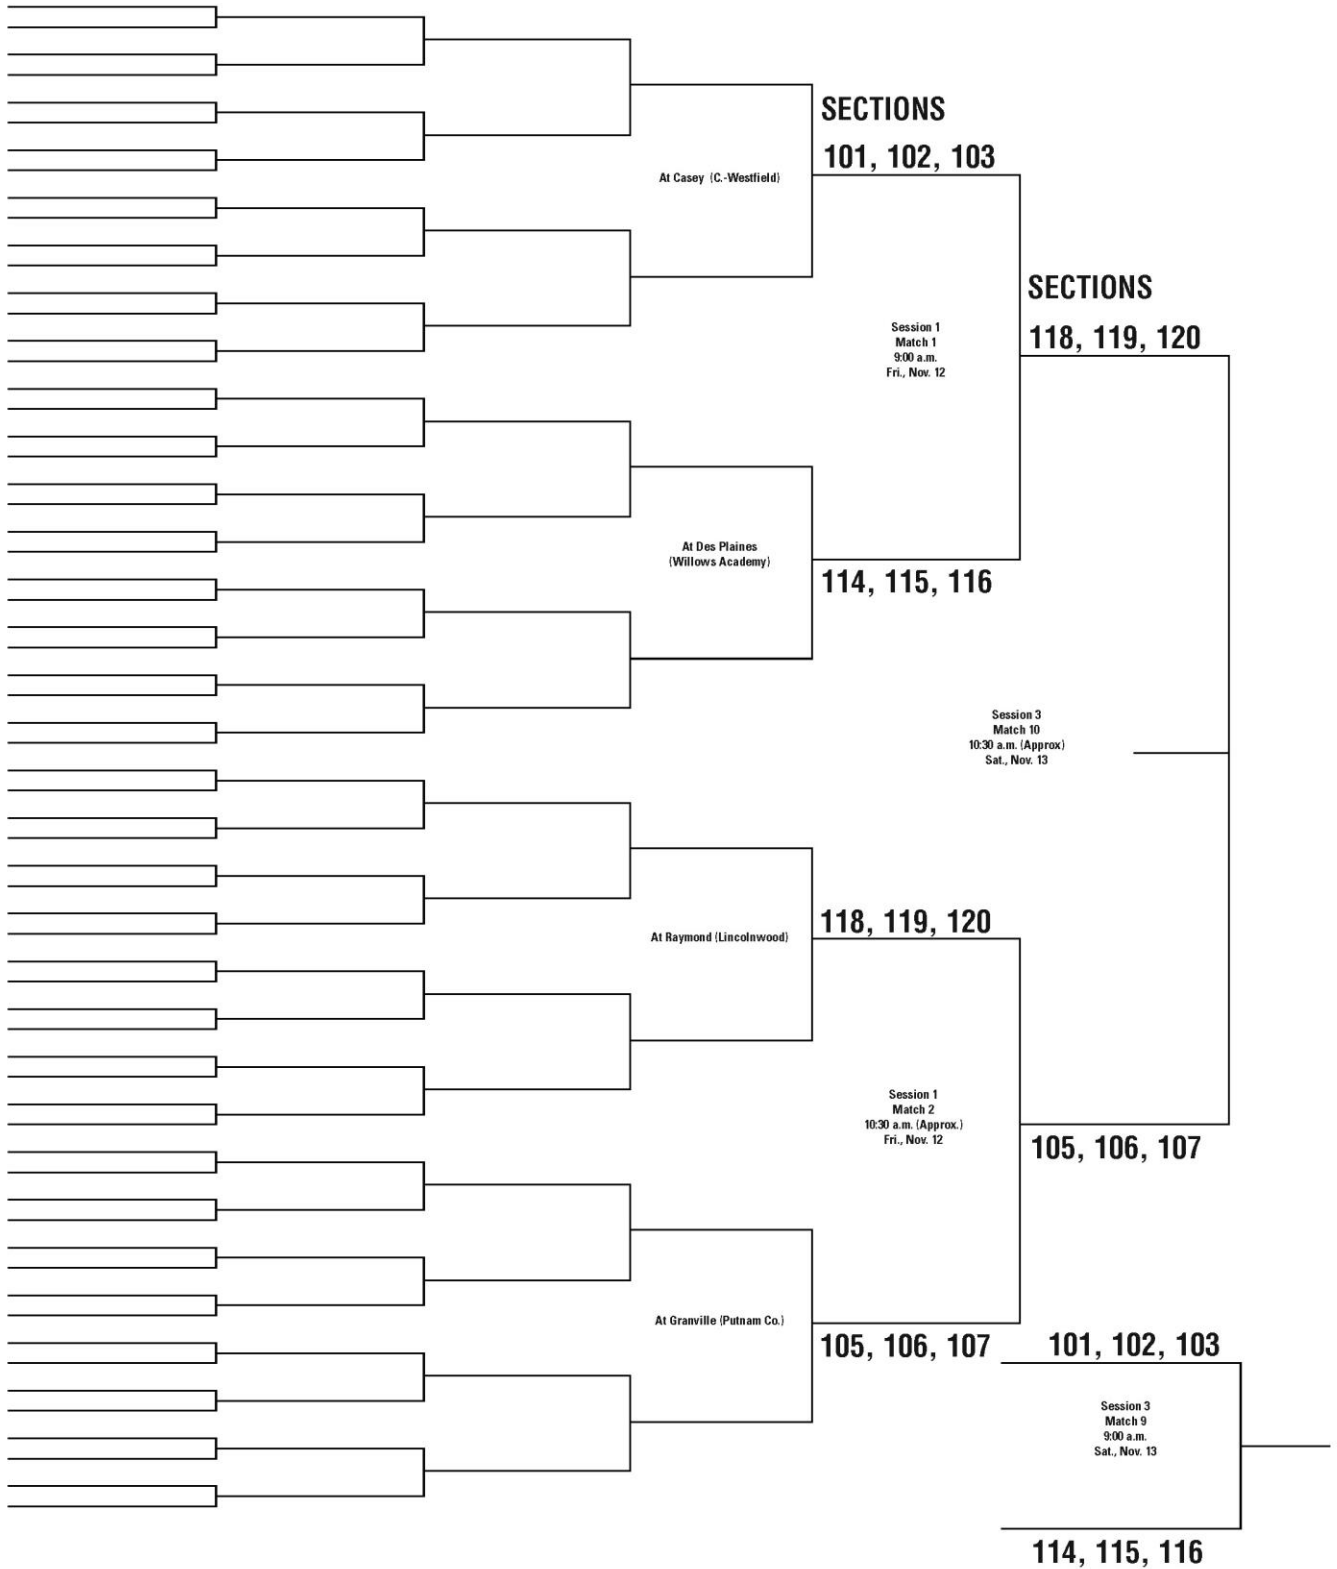 SECTIONS
101, 102, 103
At Casey (C.-Westfield)
SECTIONS
118, 119, 120
Session 1
Match 1
9:00 a.m.
Fri., Nov. 12
At Des Plaines
(Willows Academy)
114, 115, 116
Session 3
Match 10
10:30 a.m. (Approx)
Sat., Nov. 13
118, 119, 120
At Raymond (Lincolnwood)
Session 1
Match 2
10:30 a.m. (Approx.)
Fri., Nov. 12
105, 106, 107
At Granville (Putnam Co.)
105, 106, 107
101, 102, 103
Session 3
Match 9
9:00 a.m.
Sat., Nov. 13
114, 115, 116